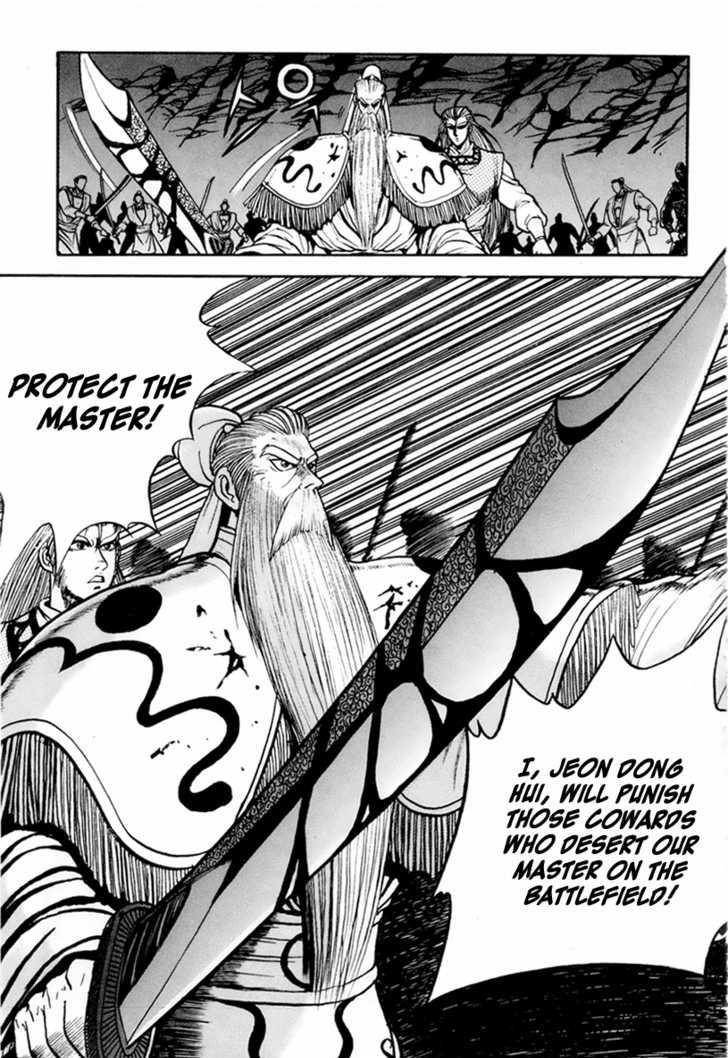 PROTECT THE
MASTER!
I, JEON DONG
HUI, WILL PUNISH
THOSE COWARDS
WHO DESERT OUR
MASTER ON THE
BATTLEFIELD!